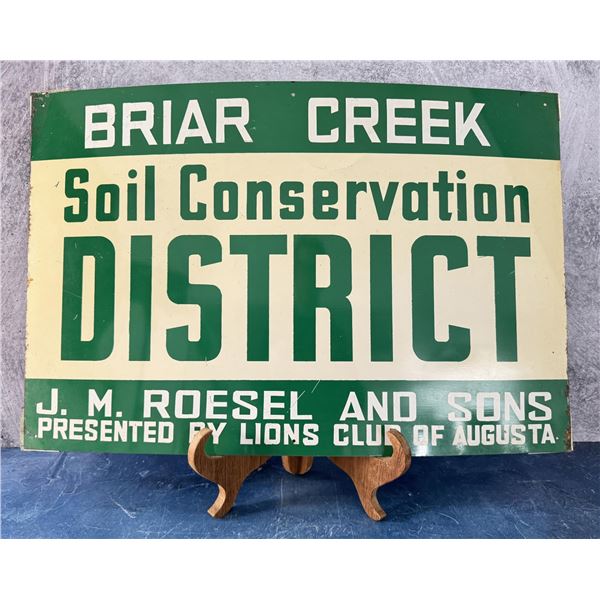 BRIAR CREEK
Soil Conservation
DISTRICT
J. M. ROESEL AND SONS
PRESENTED BY LIONS CLUB OF AUGUSTA